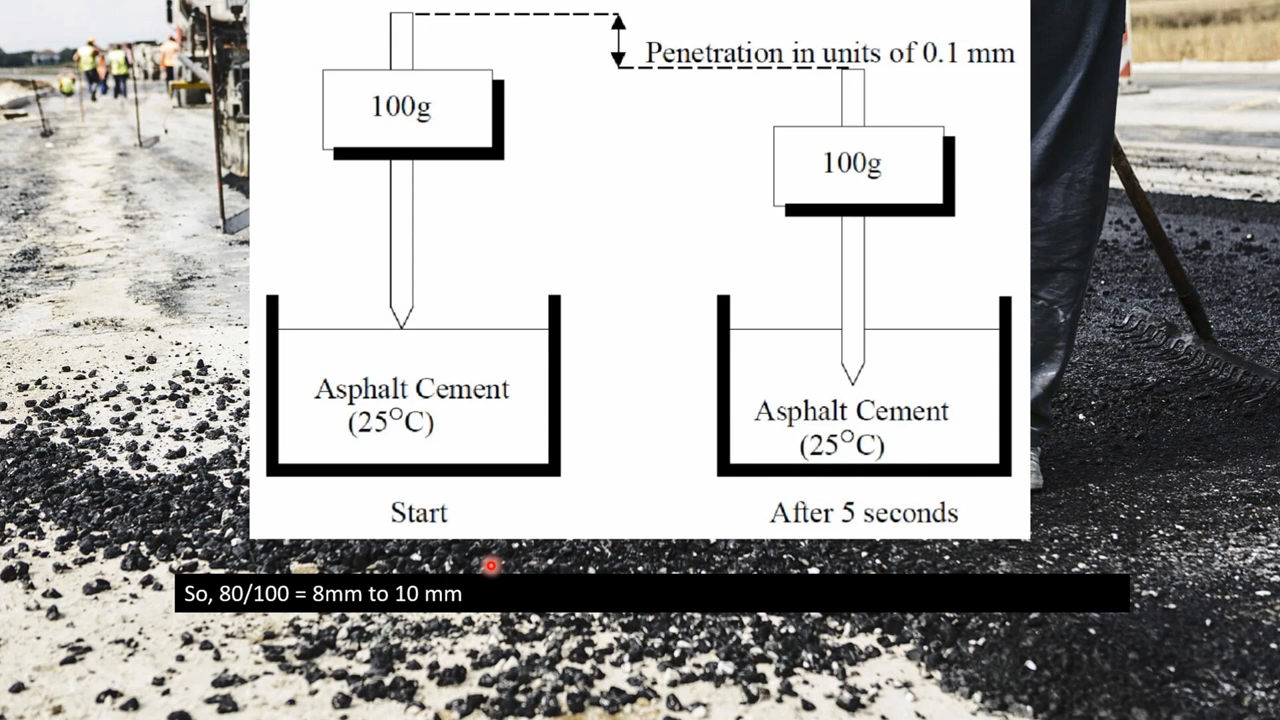 Penetration in units of 0.1 mm
100g
100g
Asphalt Cement
(25°C)
Asphalt Cement
(25°C)
Start
After 5 seconds
So, 80/100 = 8mm to 10 mm